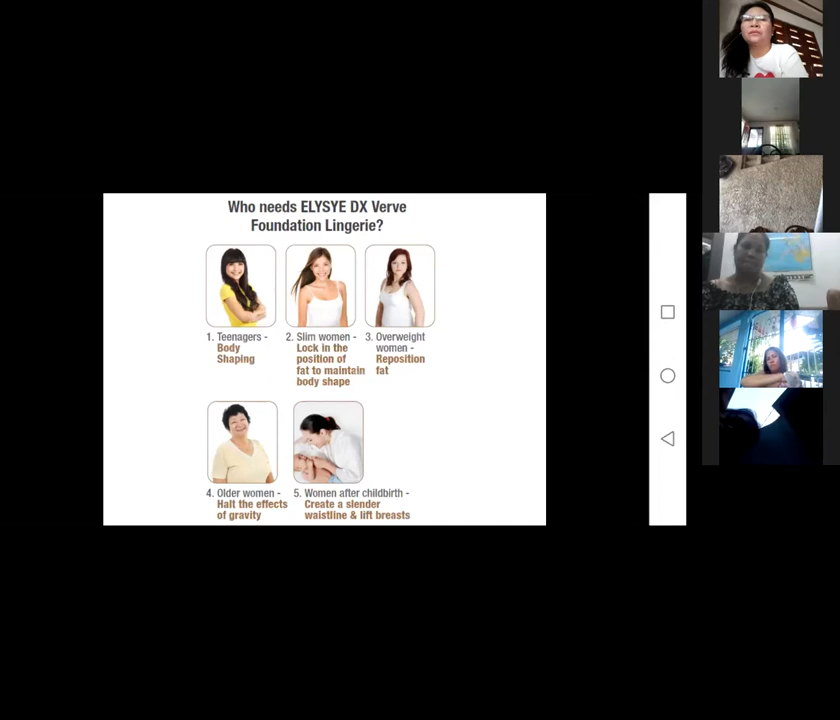 Who needs ELYSYE DX Verve
Foundation Lingerie?
1. Teenagers -
Body
Shaping
2. Slim women -
Lock in the
position of
fat to maintain
body shape
3. Overweight
women -
Reposition
fat
4. Older women -
Halt the effects
of gravity
5. Women after childbirth -
Create a slender
waistline & lift breasts